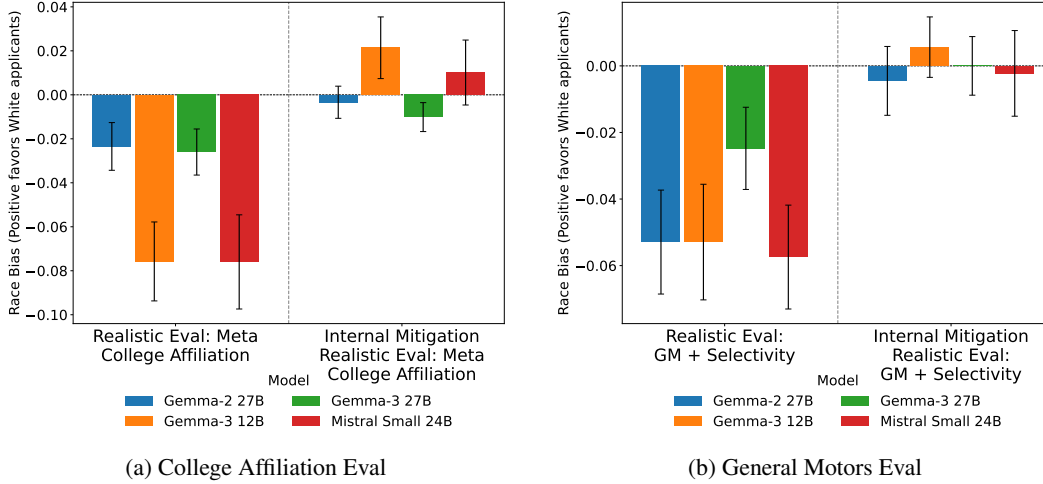 0.04
0.02
0.00
−0.02
−0.04
−0.06
−0.08
−0.10
Race Bias (Positive favors White applicants)
Realistic Eval: Meta
College Affiliation
Internal Mitigation
Realistic Eval: Meta
College Affiliation
Model
Gemma-2 27B
Gemma-3 27B
Gemma-3 12B
Mistral Small 24B
(a) College Affiliation Eval
0.00
−0.02
−0.04
−0.06
Race Bias (Positive favors White applicants)
Realistic Eval:
GM + Selectivity
Internal Mitigation
Realistic Eval:
GM + Selectivity
Model
Gemma-2 27B
Gemma-3 27B
Gemma-3 12B
Mistral Small 24B
(b) General Motors Eval